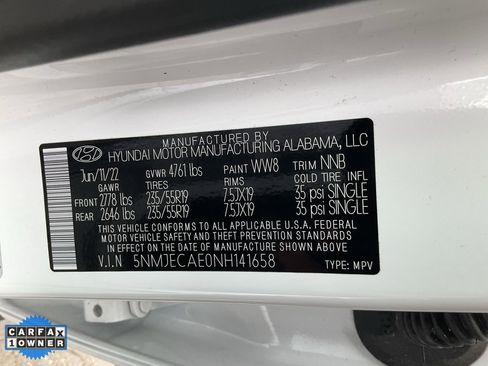 MANUFACTURED BY
HYUNDAI MOTOR MANUFACTURING ALABAMA, LLC
Jun/11/22 GVWR 4761 lbs PAINT WW8 TRIM NNB
GAWR TIRES RIMS COLD TIRE INFL
FRONT 2778 lbs 235/55R19 7.5JX19 35 psi SINGLE
REAR 2646 lbs 235/55R19 7.5JX19 35 psi SINGLE
THIS VEHICLE CONFORMS TO ALL APPLICABLE U.S.A. FEDERAL
MOTOR VEHICLE SAFETY, BUMPER, AND THEFT PREVENTION
STANDARDS IN EFFECT ON THE DATE OF MANUFACTURE SHOWN ABOVE.
V.I.N 5NMJECAE0NH141658 TYPE: MPV
CARFAX
1 OWNER